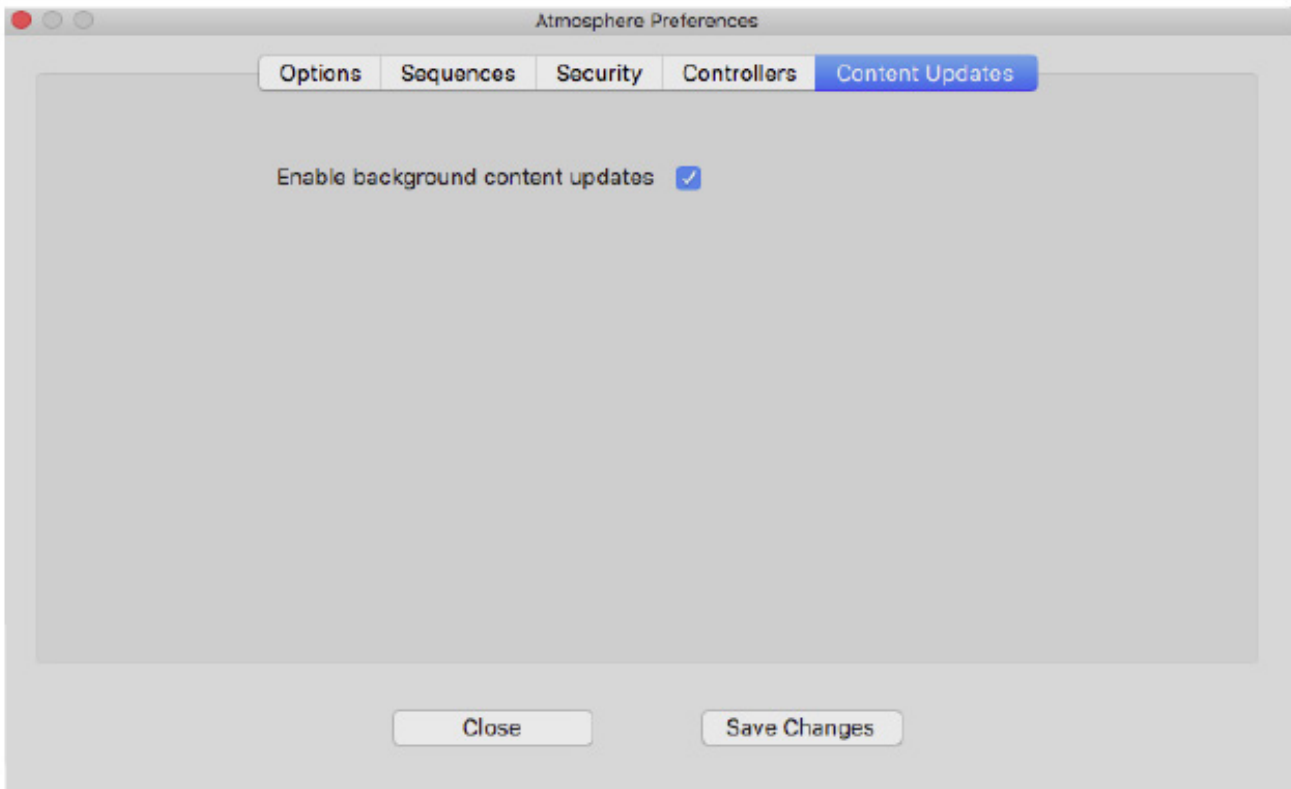 Atmosphere Preferences
Options Sequences Security Controllers Content Updates
Enable background content updates
Close Save Changes